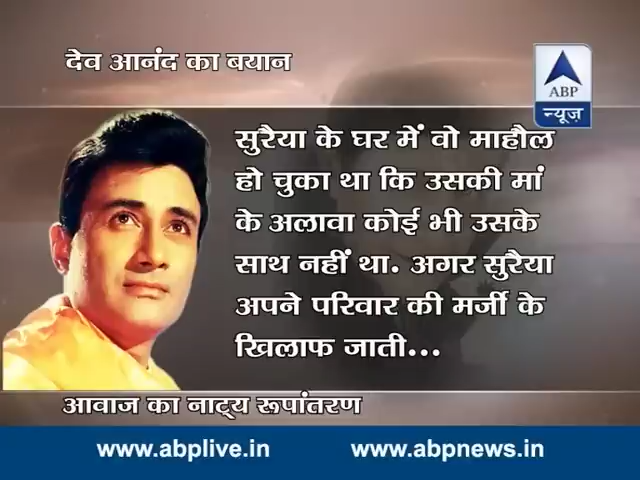 देव आनंद का बयान
ABP
न्यूज़
सुरैया के घर में वो माहौल
हो चुका था कि उसकी मां
के अलावा कोई भी उसके
साथ नहीं था. अगर सुरैया
अपने परिवार की मर्जी के
खिलाफ जाती...
आवाज का नाट्य रूपांतरण
www.abplive.in
www.abpnews.in